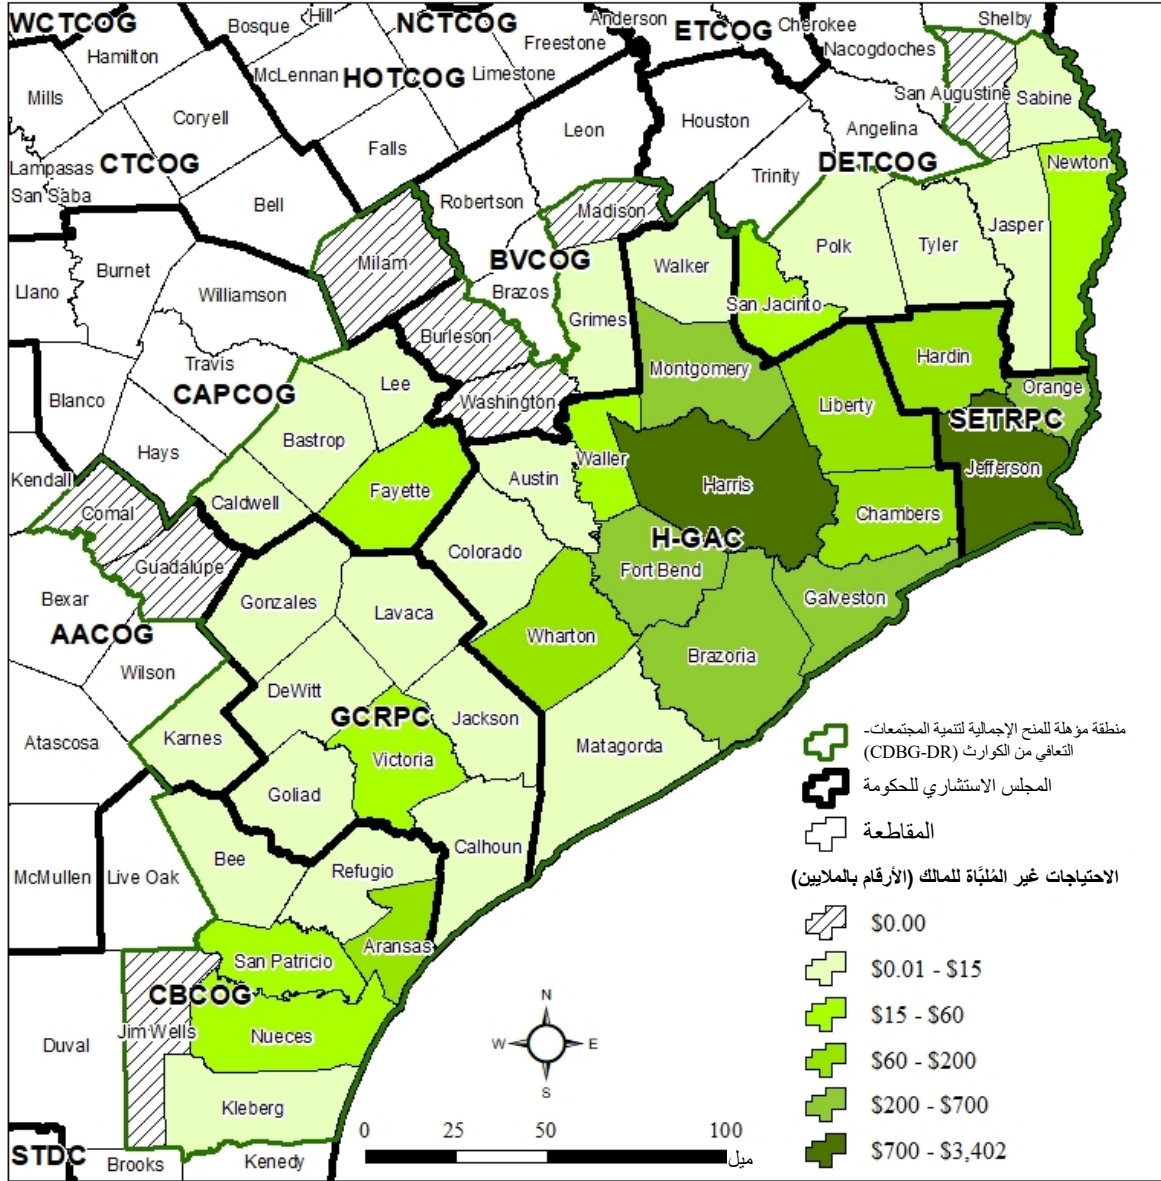 WCTCOG
Hamilton
Bosque
Hill
NCTCOG
Anderson
ETCOG
Cherokee
Shelby
Freestone
Nacogdoches
McLennan
HOTCOG
Limestone
Mills
Coryell
Leon
Houston
San Augustine
Sabine
Falls
Angelina
Lampasas
CTCOG
DETCOG
Newton
San Saba
Bell
Robertson
Trinity
Madison
Jasper
Polk
Tyler
Milam
BVCOG
Walker
Burnet
Brazos
Llano
Williamson
San Jacinto
Grimes
Burleson
Hardin
Travis
Montgomery
Lee
Orange
CAPCOG
Blanco
Washington
Liberty
SETRPC
Bastrop
Hays
Waller
Jefferson
Kendall
Austin
Harris
Fayette
Caldwell
Comal
Chambers
H-GAC
Colorado
Guadalupe
Fort Bend
Bexar
Gonzales
Lavaca
Galveston
AACOG
Wharton
Brazoria
Wilson
DeWitt
GCRPC
Jackson
Karnes
Atascosa
Matagorda
Victoria
Goliad
Calhoun
Bee
Refugio
McMullen
Live Oak
Aransas
San Patricio
CBCOG
Jim Wells
Nueces
Duval
Kleberg
STDC
Brooks
Kenedy
N
W
E
S
0
25
50
100
ميل
منطقة مؤهلة للمنح الإجمالية لتنمية المجتمعات-
التعافي من الكوارث (CDBG-DR)
المجلس الاستشاري للحكومة
المقاطعة
الاحتياجات غير المُلبَّاة للمالك (الأرقام بالملايين)
$0.00
$0.01 - $15
$15 - $60
$60 - $200
$200 - $700
$700 - $3,402